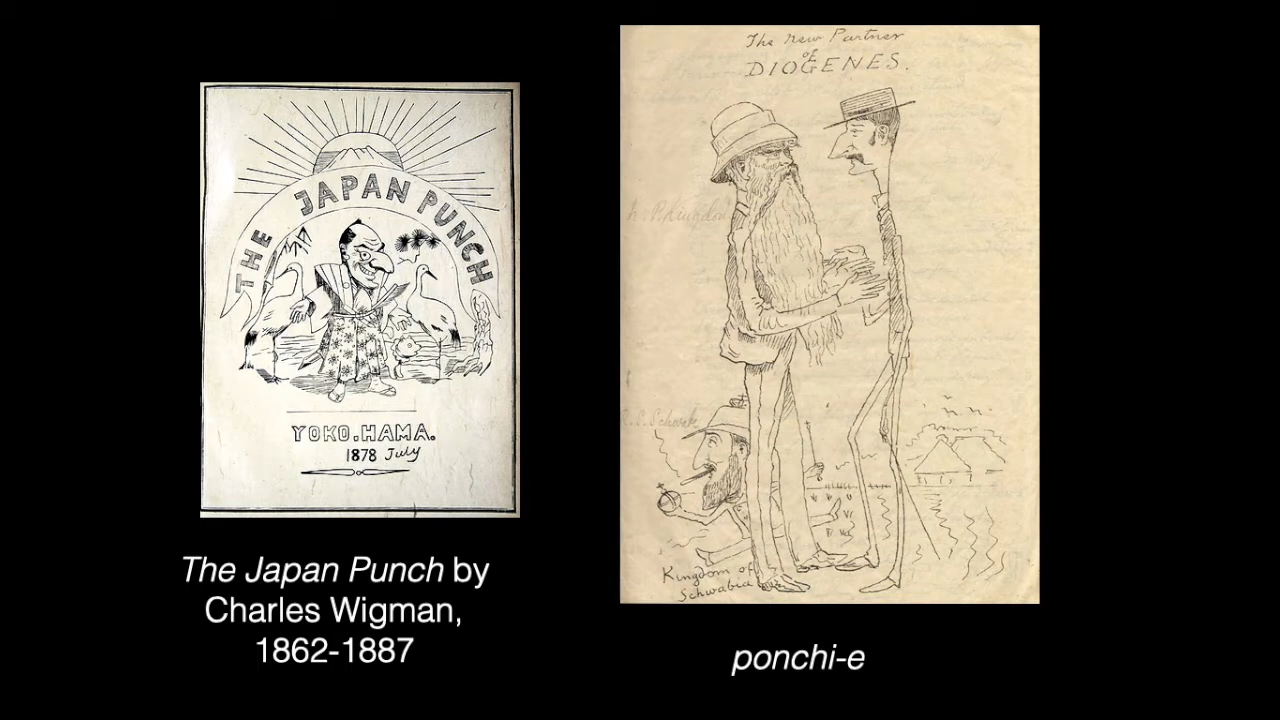 THE JAPAN PUNCH
YOKO.HAMA.
1878 July
The Japan Punch by
Charles Wigman,
1862-1887
The New Partner
of
DIOGENES.
Kingdom of
Schwabia
ponchi-e